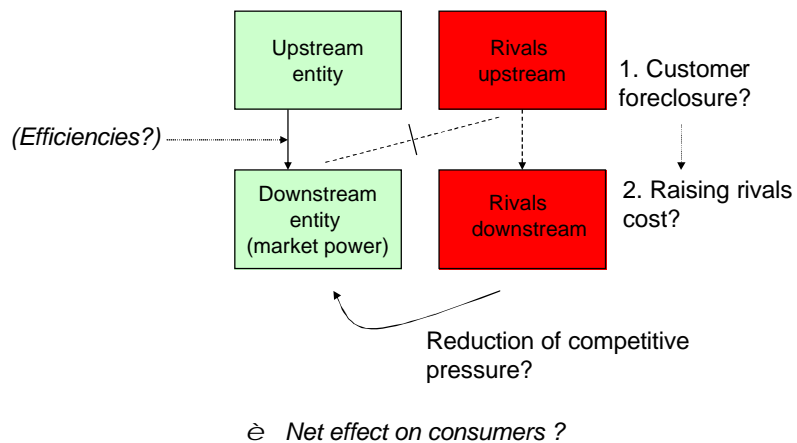 Upstream
entity
Rivals
upstream
1. Customer
foreclosure?
(Efficiencies?)
Downstream
entity
(market power)
Rivals
downstream
2. Raising rivals
cost?
Reduction of competitive
pressure?
è Net effect on consumers ?